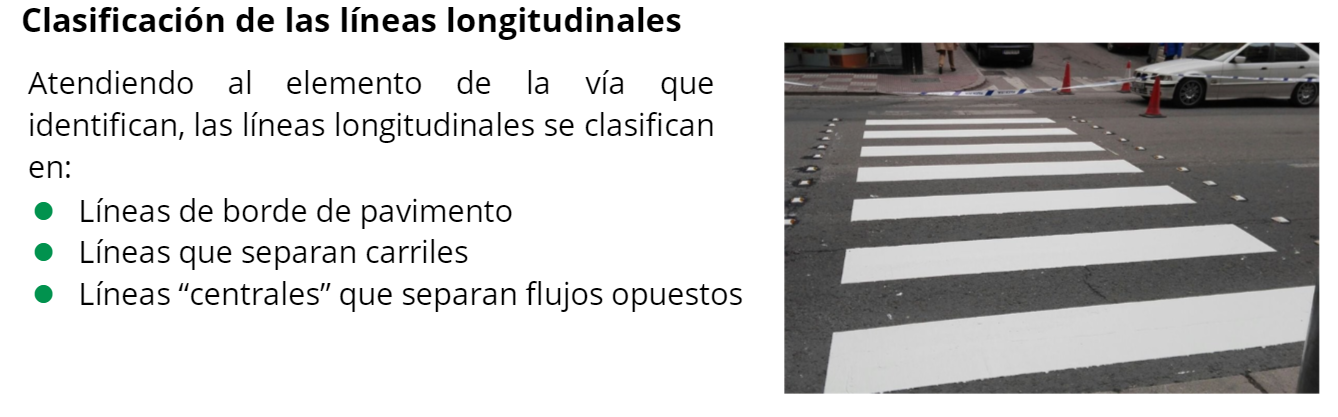 Clasificación de las líneas longitudinales
Atendiendo al elemento de la vía que
identifican, las líneas longitudinales se clasifican
en:
● Líneas de borde de pavimento
● Líneas que separan carriles
● Líneas “centrales” que separan flujos opuestos